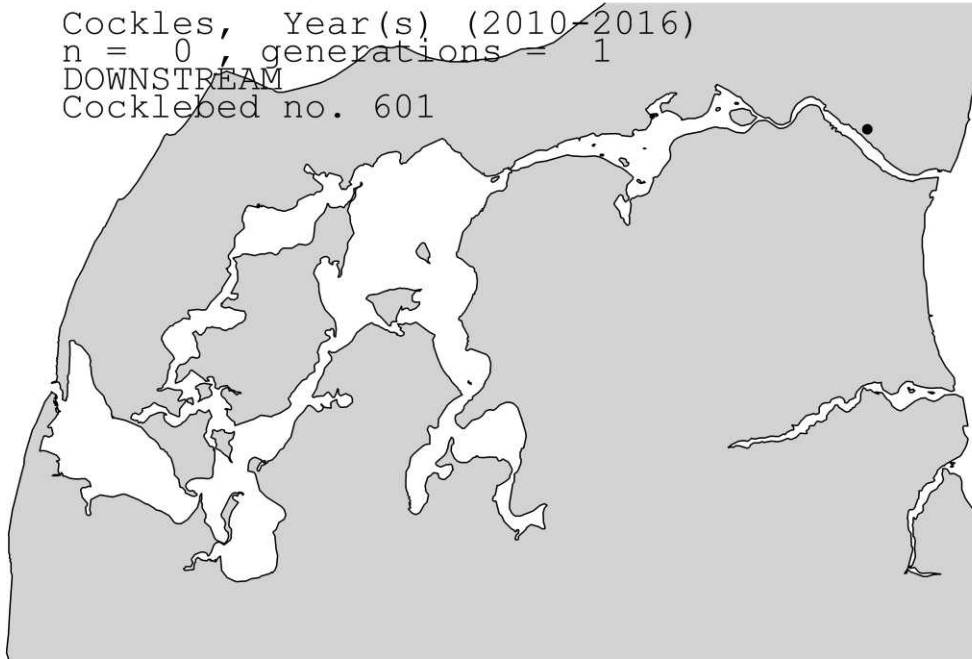 Cockles, Year(s) (2010-2016)
n = 0 , generations = 1
DOWNSTREAM
Cocklebed no. 601